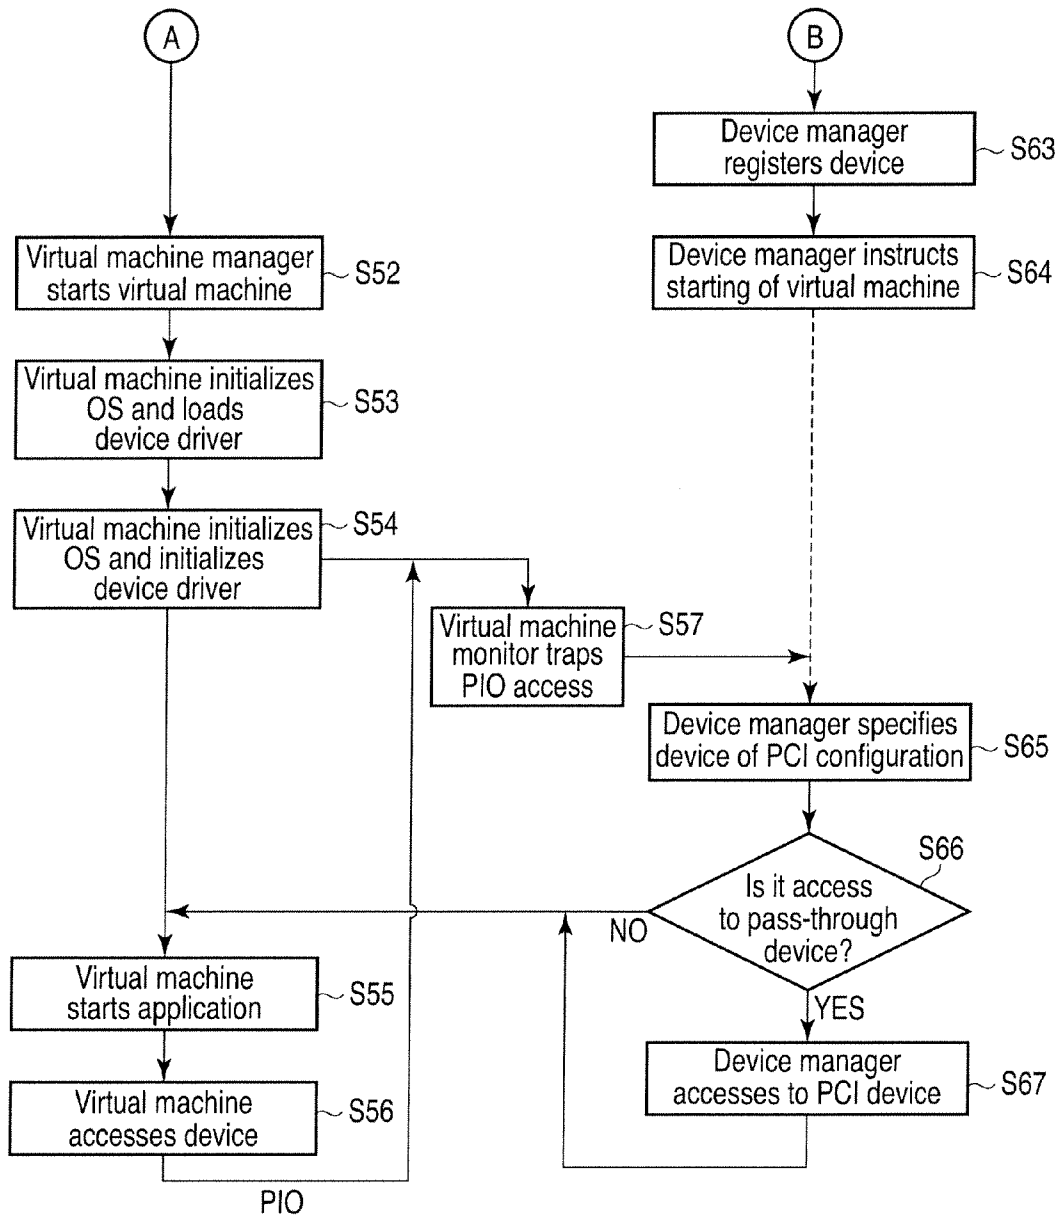 A
B
Device manager
registers device
S63
Virtual machine manager
starts virtual machine
S52
Device manager instructs
starting of virtual machine
S64
Virtual machine initializes
OS and loads
device driver
S53
Virtual machine initializes
OS and initializes
device driver
S54
Virtual machine
monitor traps
PIO access
S57
Device manager specifies
device of PCI configuration
S65
Is it access
to pass-through
device?
S66
NO
YES
Virtual machine
starts application
S55
Device manager
accesses to PCI device
S67
Virtual machine
accesses device
S56
PIO